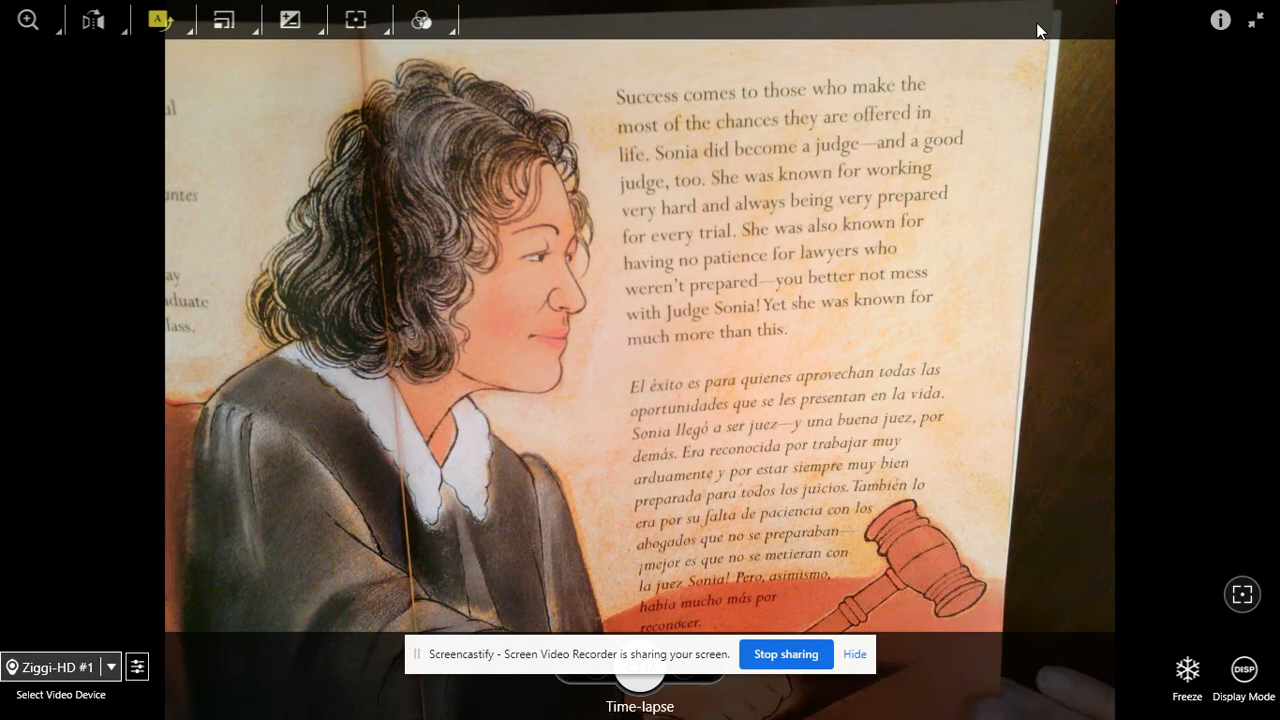 A
Success comes to those who make the
most of the chances they are offered in
life. Sonia did become a judge—and a good
judge, too. She was known for working
very hard and always being very prepared
for every trial. She was also known for
having no patience for lawyers who
weren't prepared—you better not mess
with Judge Sonia! Yet she was known for
much more than this.
El éxito es para quienes aprovechan todas las
oportunidades que se les presentan en la vida.
Sonia llegó a ser juez—y una buena juez, por
demás. Era reconocida por trabajar muy
arduamente y por estar siempre muy bien
preparada para todos los juicios. También lo
era por su falta de paciencia con los
abogados que no se preparaban—
¡mejor es que no se metieran con
la juez Sonia! Pero, asimismo,
había mucho más por
reconocer.
lass.
Screencastify - Screen Video Recorder is sharing your screen.
Stop sharing
Hide
Ziggi-HD #1
Select Video Device
Time-lapse
Freeze
DISP
Display Mode